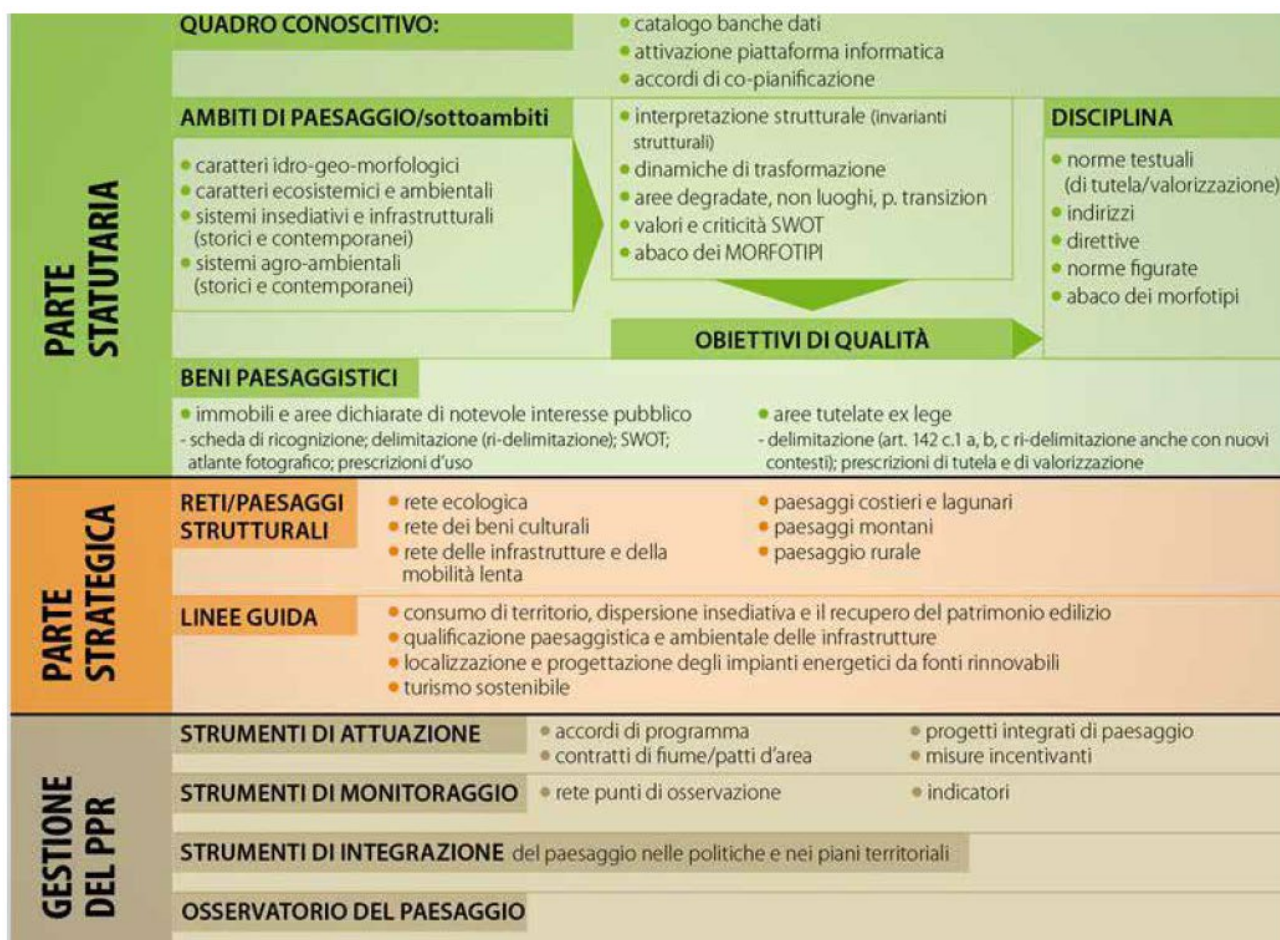 QUADRO CONOSCITIVO:
• catalogo banche dati
• attivazione piattaforma informatica
• accordi di co-pianificazione
PARTE
STATUTARIA
AMBITI DI PAESAGGIO/sottoambiti
• caratteri idro-geo-morfologici
• caratteri ecosistemici e ambientali
• sistemi insediativi e infrastrutturali
(storici e contemporanei)
• sistemi agro-ambientali
(storici e contemporanei)
• interpretazione strutturale (invarianti
strutturali)
• dinamiche di trasformazione
• aree degradate, non luoghi, p. transizion
• valori e criticità SWOT
• abaco dei MORFOTIPI
OBIETTIVI DI QUALITÀ
DISCIPLINA
• norme testuali
(di tutela/valorizzazione)
• indirizzi
• direttive
• norme figurate
• abaco dei morfotipi
BENI PAESAGGISTICI
• immobili e aree dichiarate di notevole interesse pubblico
- scheda di ricognizione; delimitazione (ri-delimitazione); SWOT;
atlante fotografico; prescrizioni d'uso
• aree tutelate ex lege
- delimitazione (art. 142 c.1 a, b, c ri-delimitazione anche con nuovi
contesti); prescrizioni di tutela e di valorizzazione
PARTE
STRATEGICA
RETI/PAESAGGI
STRUTTURALI
• rete ecologica
• rete dei beni culturali
• rete delle infrastrutture e della
mobilità lenta
• paesaggi costieri e lagunari
• paesaggi montani
• paesaggio rurale
LINEE GUIDA
• consumo di territorio, dispersione insediativa e il recupero del patrimonio edilizio
• qualificazione paesaggistica e ambientale delle infrastrutture
• localizzazione e progettazione degli impianti energetici da fonti rinnovabili
• turismo sostenibile
GESTIONE
DEL PPR
STRUMENTI DI ATTUAZIONE
• accordi di programma
• contratti di fiume/patti d'area
• progetti integrati di paesaggio
• misure incentivanti
STRUMENTI DI MONITORAGGIO
• rete punti di osservazione
• indicatori
STRUMENTI DI INTEGRAZIONE del paesaggio nelle politiche e nei piani territoriali
OSSERVATORIO DEL PAESAGGIO